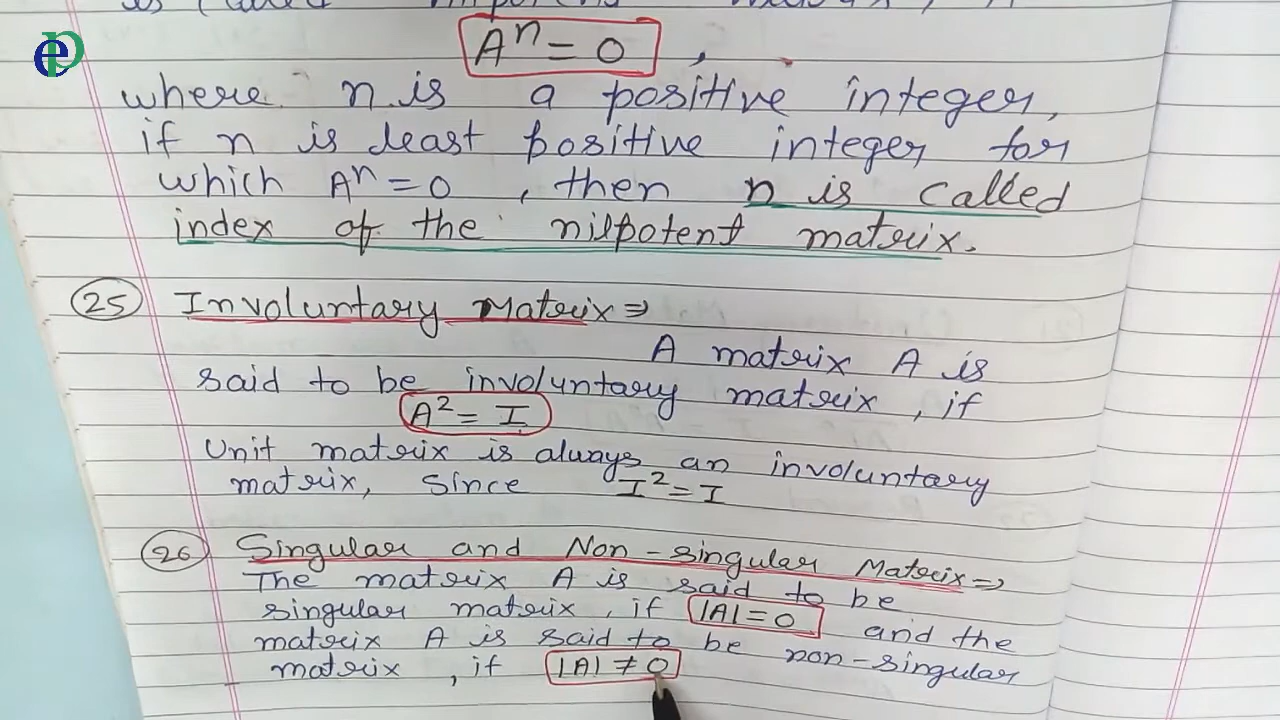 is called
Aⁿ = 0 ,
where n is a positive integer,
if n is least positive integer for
which Aⁿ = 0 , then n is called
index of the nilpotent matrix.
25 Involuntary Matrix ⇒
A matrix A is
said to be involuntary matrix, if
A² = I
Unit matrix is always an involuntary
matrix, Since I² = I
26 Singular and Non-singular Matrix ⇒
The matrix A is said to be
singular matrix, if |A| = 0 and the
matrix A is said to be non-singular
matrix , if |A| ≠ 0